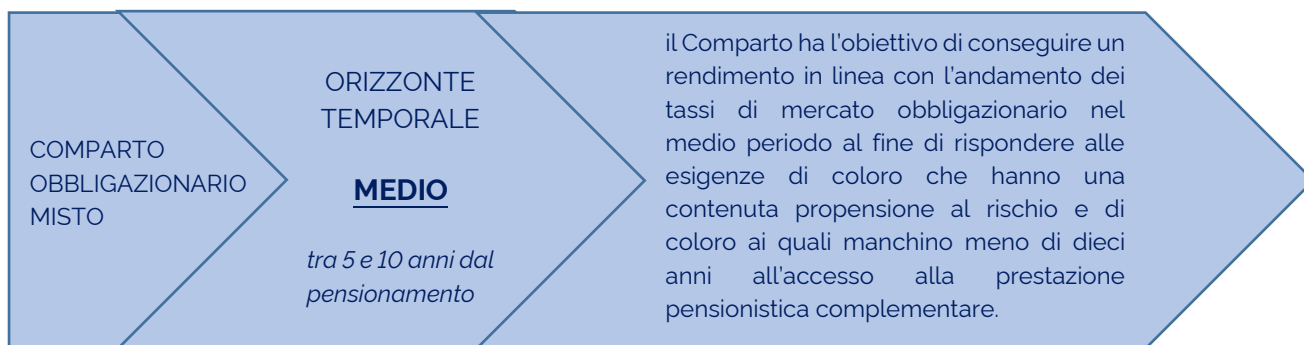 COMPARTO
OBBLIGAZIONARIO
MISTO
ORIZZONTE
TEMPORALE
MEDIO
tra 5 e 10 anni dal
pensionamento
il Comparto ha l'obiettivo di conseguire un
rendimento in linea con l'andamento dei
tassi di mercato obbligazionario nel
medio periodo al fine di rispondere alle
esigenze di coloro che hanno una
contenuta propensione al rischio e di
coloro ai quali manchino meno di dieci
anni all'accesso alla prestazione
pensionistica complementare.